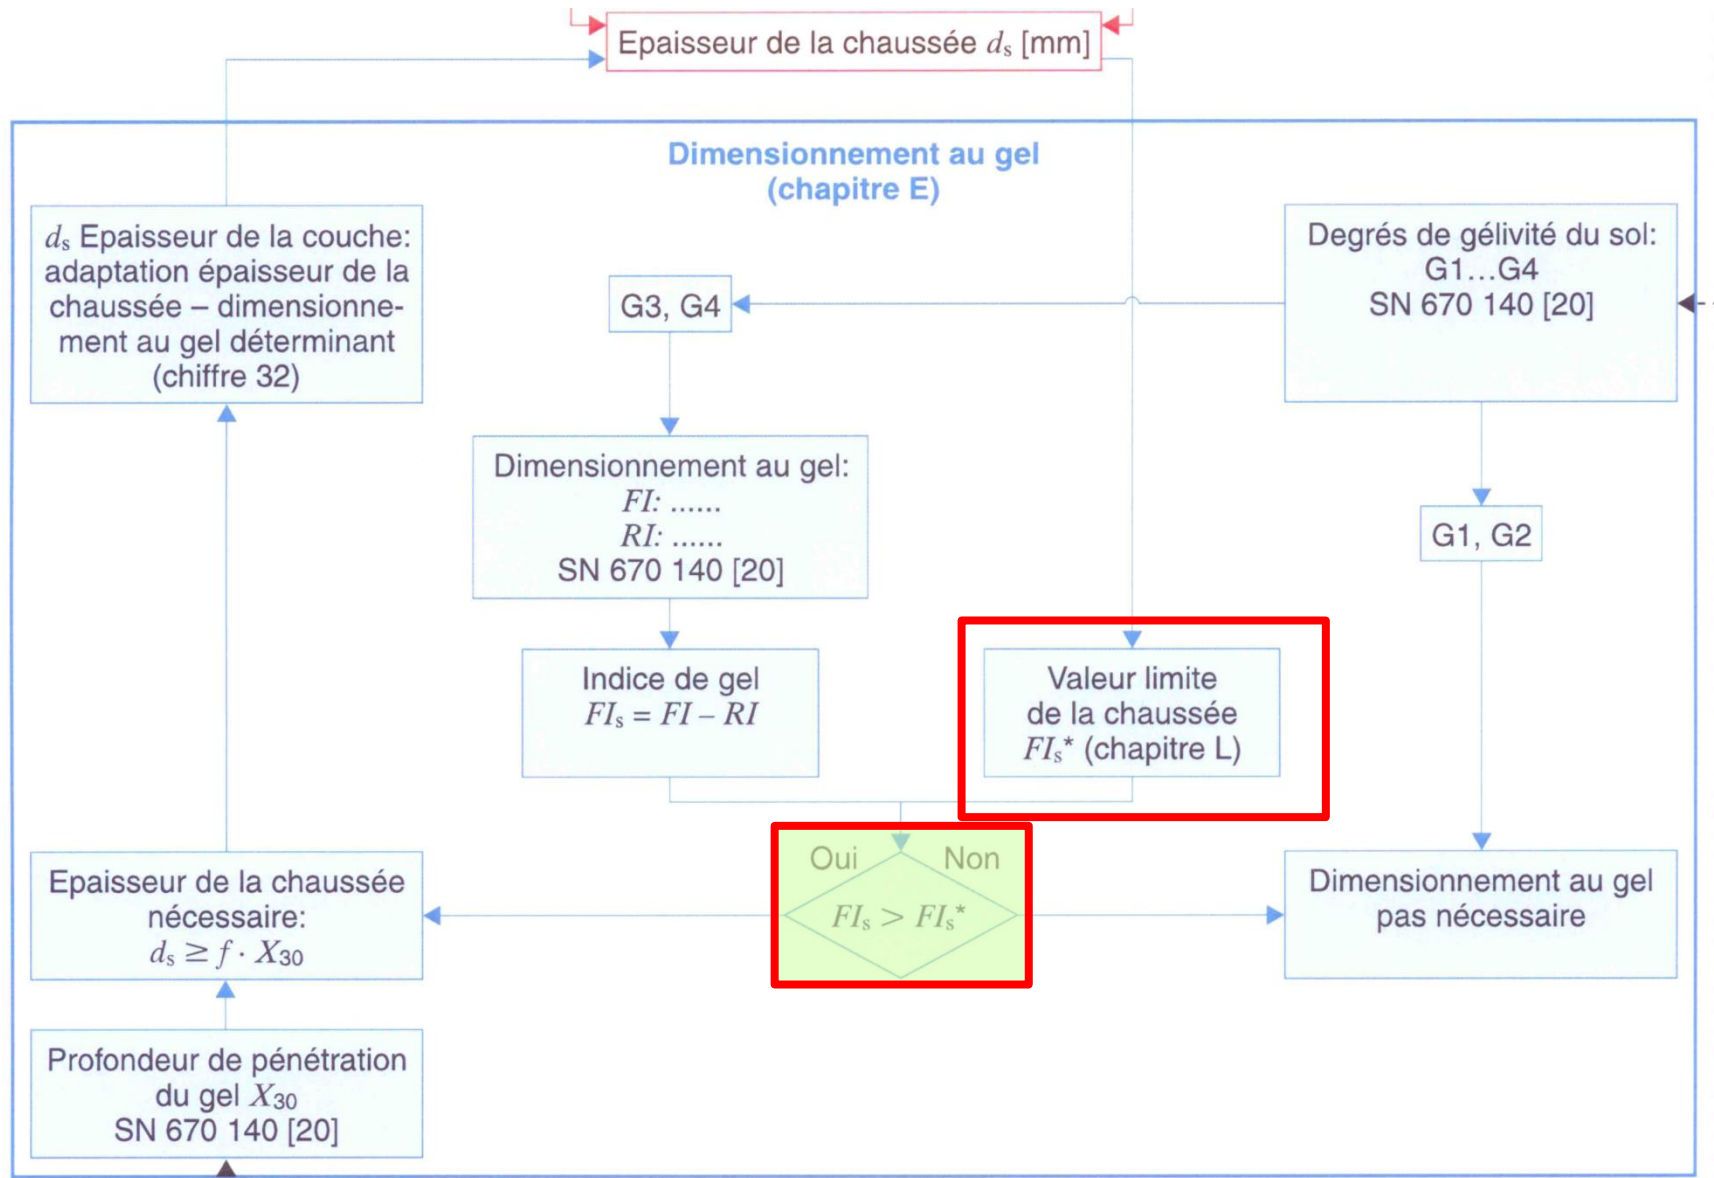 Epaisseur de la chaussée ds [mm]
Dimensionnement au gel
(chapitre E)
ds Epaisseur de la couche:
adaptation épaisseur de la
chaussée – dimensionne-
ment au gel déterminant
(chiffre 32)
G3, G4
Degrés de gélivité du sol:
G1...G4
SN 670 140 [20]
Dimensionnement au gel:
FI: ......
RI: ......
SN 670 140 [20]
G1, G2
Indice de gel
FIs = FI – RI
Valeur limite
de la chaussée
FIs* (chapitre L)
Oui Non
FIs > FIs*
Epaisseur de la chaussée
nécessaire:
ds ≥ f · X30
Dimensionnement au gel
pas nécessaire
Profondeur de pénétration
du gel X30
SN 670 140 [20]